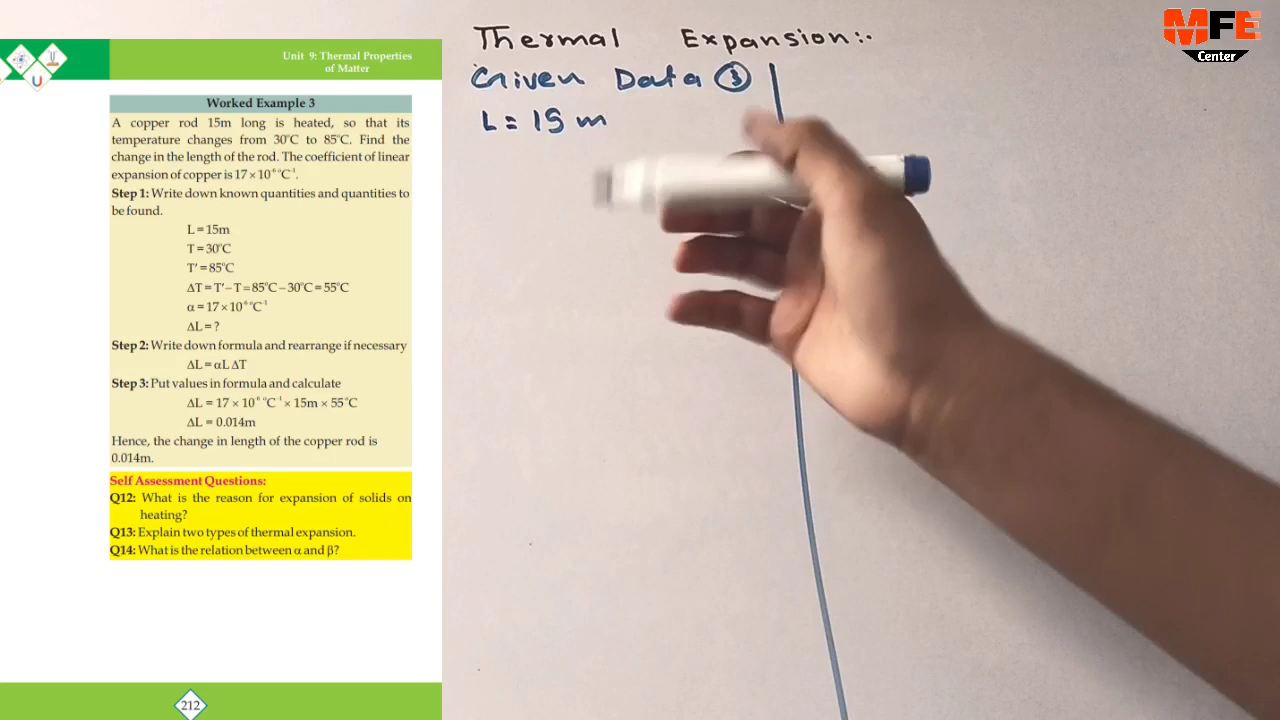 Unit 9: Thermal Properties
of Matter
Worked Example 3
A copper rod 15m long is heated, so that its
temperature changes from 30°C to 85°C. Find the
change in the length of the rod. The coefficient of linear
expansion of copper is 17 × 10⁻⁶ °C⁻¹.
Step 1: Write down known quantities and quantities to
be found.
L = 15m
T = 30°C
T' = 85°C
ΔT = T' – T = 85°C – 30°C = 55°C
α = 17 × 10⁻⁶ °C⁻¹
ΔL = ?
Step 2: Write down formula and rearrange if necessary
ΔL = αL ΔT
Step 3: Put values in formula and calculate
ΔL = 17 × 10⁻⁶ °C⁻¹ × 15m × 55°C
ΔL = 0.014m
Hence, the change in length of the copper rod is
0.014m.
Self Assessment Questions:
Q12: What is the reason for expansion of solids on
heating?
Q13: Explain two types of thermal expansion.
Q14: What is the relation between α and β?
212
Thermal Expansion:.
Given Data ③
L = 15 m
MFE
Center